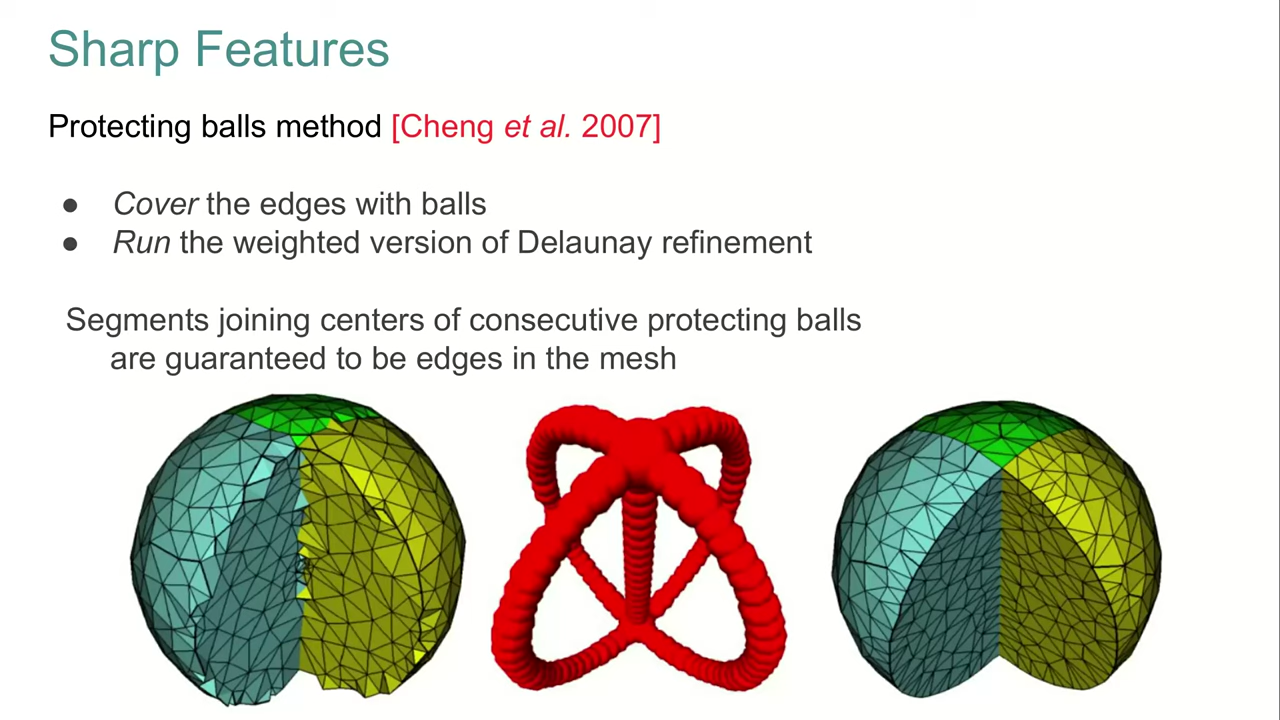 Sharp Features
Protecting balls method [Cheng et al. 2007]
● Cover the edges with balls
● Run the weighted version of Delaunay refinement
Segments joining centers of consecutive protecting balls
are guaranteed to be edges in the mesh